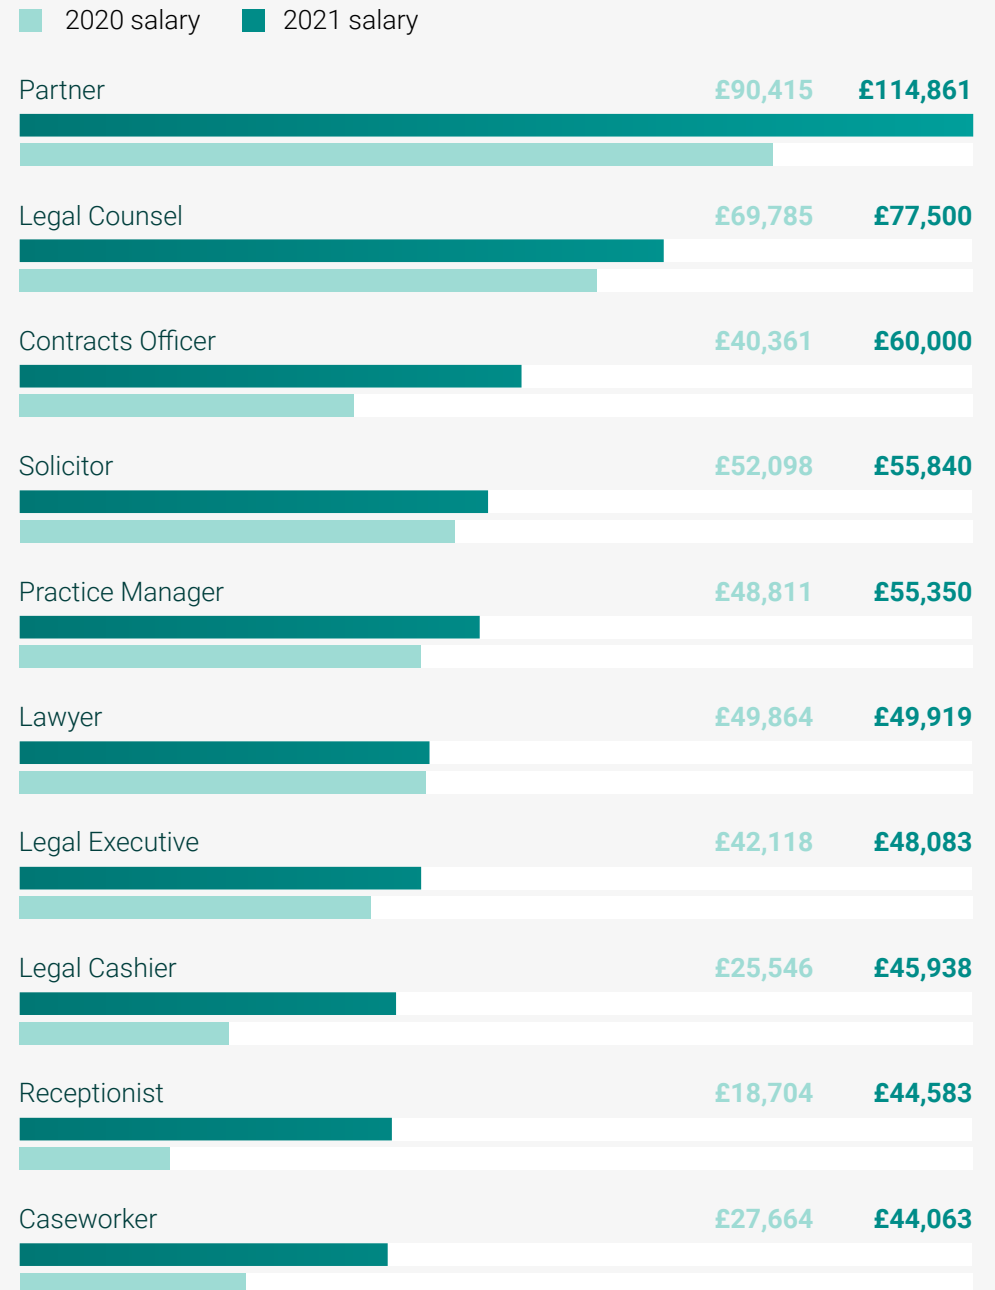 2020 salary 2021 salary
Partner £90,415 £114,861
Legal Counsel £69,785 £77,500
Contracts Officer £40,361 £60,000
Solicitor £52,098 £55,840
Practice Manager £48,811 £55,350
Lawyer £49,864 £49,919
Legal Executive £42,118 £48,083
Legal Cashier £25,546 £45,938
Receptionist £18,704 £44,583
Caseworker £27,664 £44,063